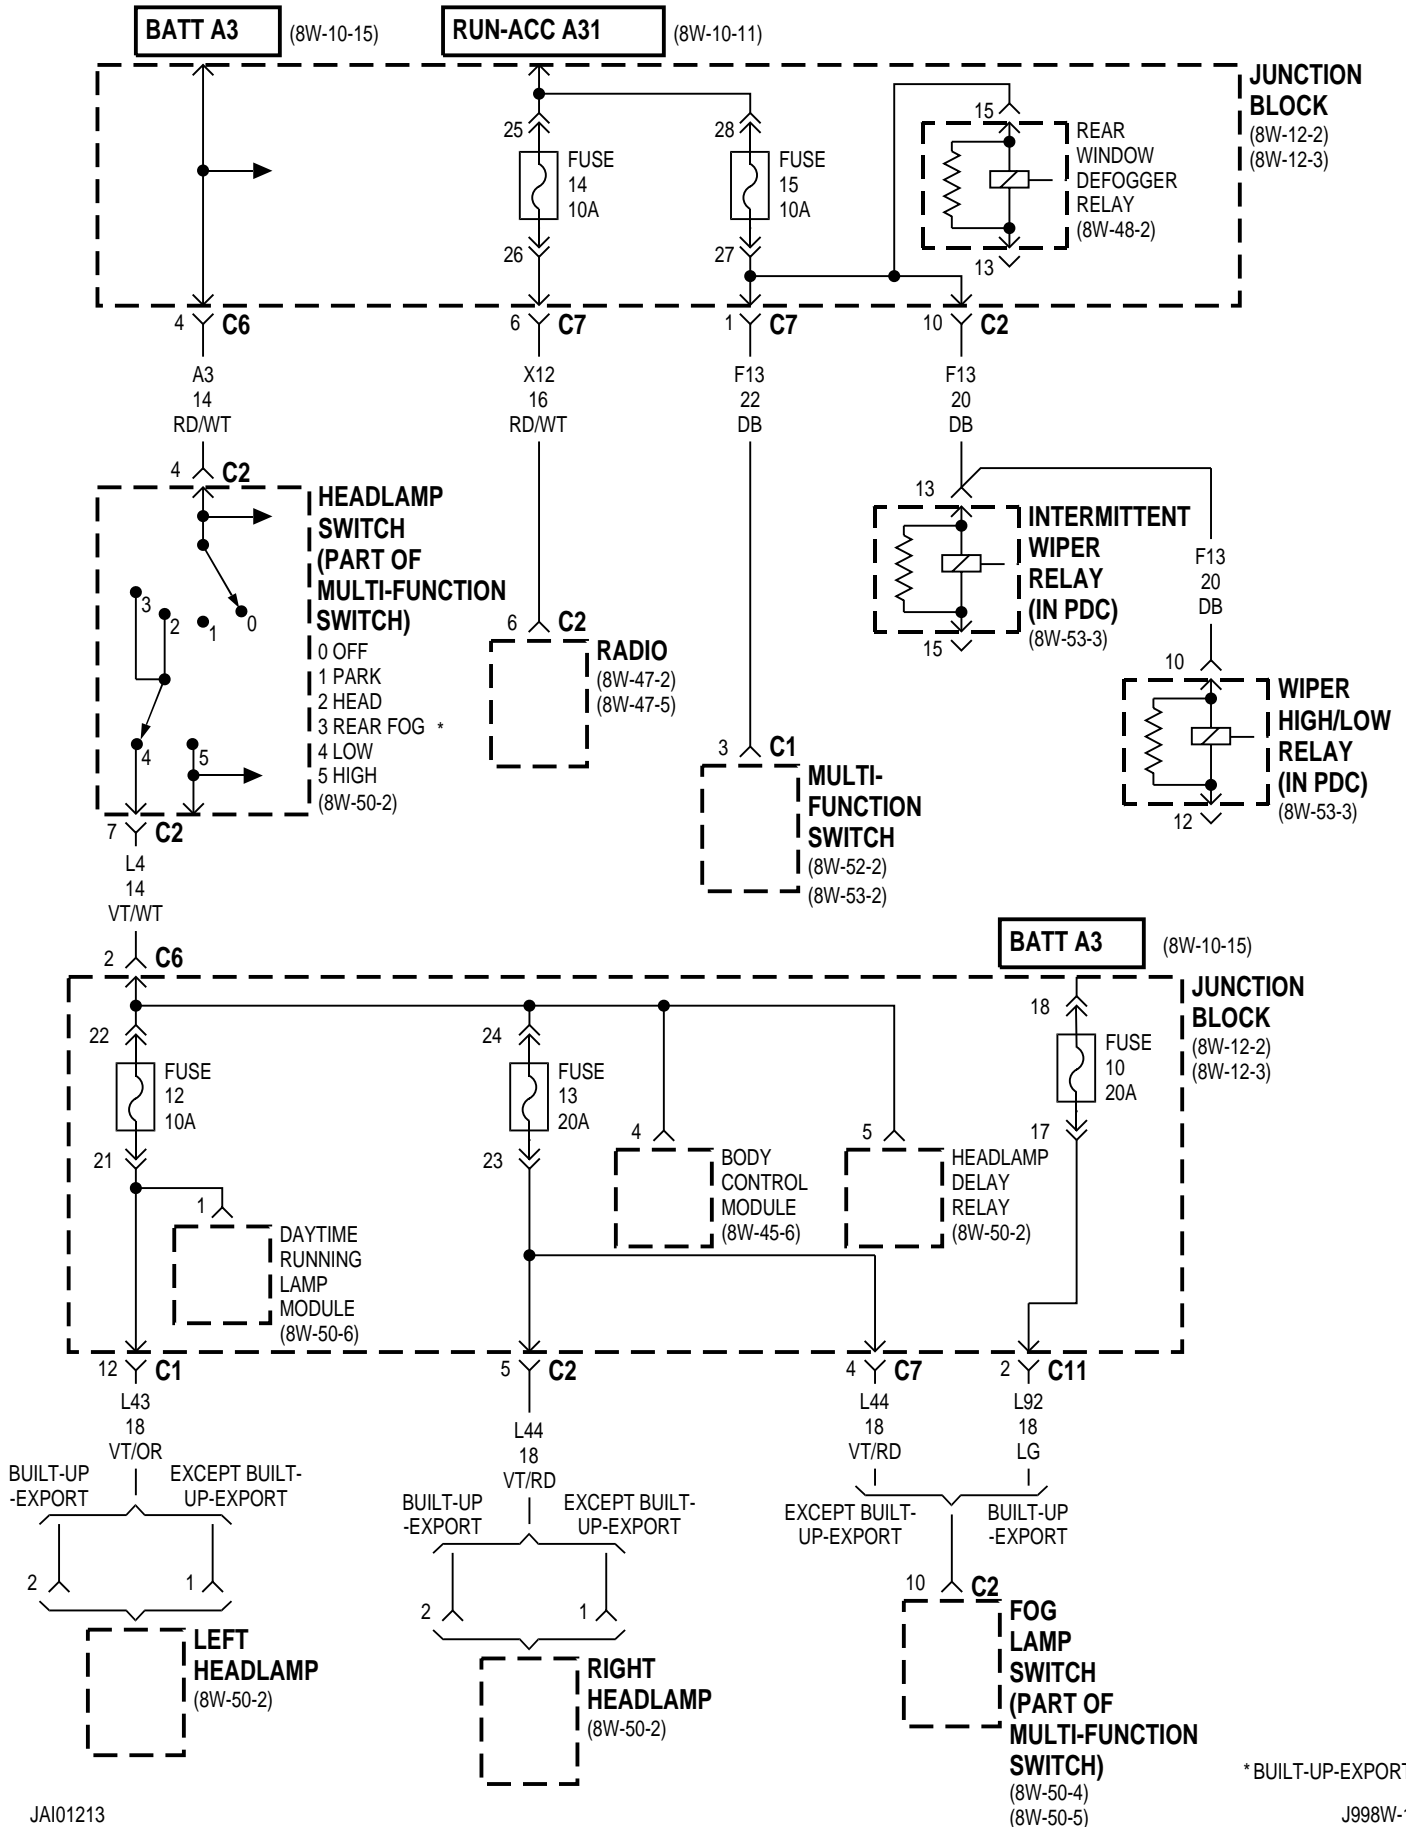 BATT A3 (8W-10-15)
RUN-ACC A31 (8W-10-11)
JUNCTION
BLOCK
(8W-12-2)
(8W-12-3)
25
FUSE
14
10A
26
28
FUSE
15
10A
27
15
REAR
WINDOW
DEFOGGER
RELAY
(8W-48-2)
13
4 C6
6 C7
1 C7
10 C2
A3
14
RD/WT
X12
16
RD/WT
F13
22
DB
F13
20
DB
4 C2
HEADLAMP
SWITCH
(PART OF
MULTI-FUNCTION
SWITCH)
0 OFF
1 PARK
2 HEAD
3 REAR FOG *
4 LOW
5 HIGH
(8W-50-2)
3
2
1
0
4
5
7 C2
6 C2
RADIO
(8W-47-2)
(8W-47-5)
3 C1
MULTI-
FUNCTION
SWITCH
(8W-52-2)
(8W-53-2)
13
INTERMITTENT
WIPER
RELAY
(IN PDC)
(8W-53-3)
15
F13
20
DB
10
WIPER
HIGH/LOW
RELAY
(IN PDC)
(8W-53-3)
12
L4
14
VT/WT
2 C6
BATT A3 (8W-10-15)
JUNCTION
BLOCK
(8W-12-2)
(8W-12-3)
22
FUSE
12
10A
21
24
FUSE
13
20A
23
18
FUSE
10
20A
17
4
BODY
CONTROL
MODULE
(8W-45-6)
5
HEADLAMP
DELAY
RELAY
(8W-50-2)
1
DAYTIME
RUNNING
LAMP
MODULE
(8W-50-6)
12 C1
5 C2
4 C7
2 C11
L43
18
VT/OR
L44
18
VT/RD
L44
18
VT/RD
L92
18
LG
BUILT-UP
-EXPORT
EXCEPT BUILT-
UP-EXPORT
BUILT-UP
-EXPORT
EXCEPT BUILT-
UP-EXPORT
EXCEPT BUILT-
UP-EXPORT
BUILT-UP
-EXPORT
2
1
2
1
10 C2
LEFT
HEADLAMP
(8W-50-2)
RIGHT
HEADLAMP
(8W-50-2)
FOG
LAMP
SWITCH
(PART OF
MULTI-FUNCTION
SWITCH)
(8W-50-4)
(8W-50-5)
* BUILT-UP-EXPORT
JAI01213
J998W-